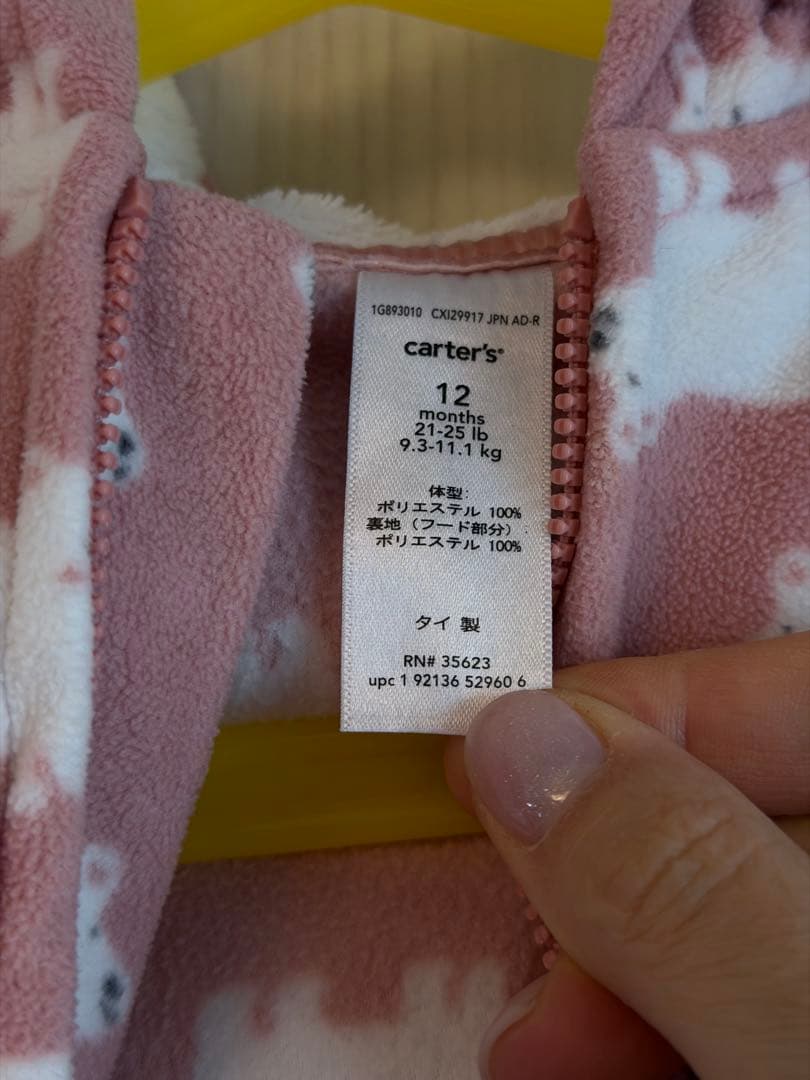 1G893010 CXI29917 JPN AD-R
carter's®
12
months
21-25 lb
9.3-11.1 kg
体型:
ポリエステル 100%
裏地 (フード部分) :
ポリエステル 100%
タイ 製
RN# 35623
upc 1 92136 52960 6